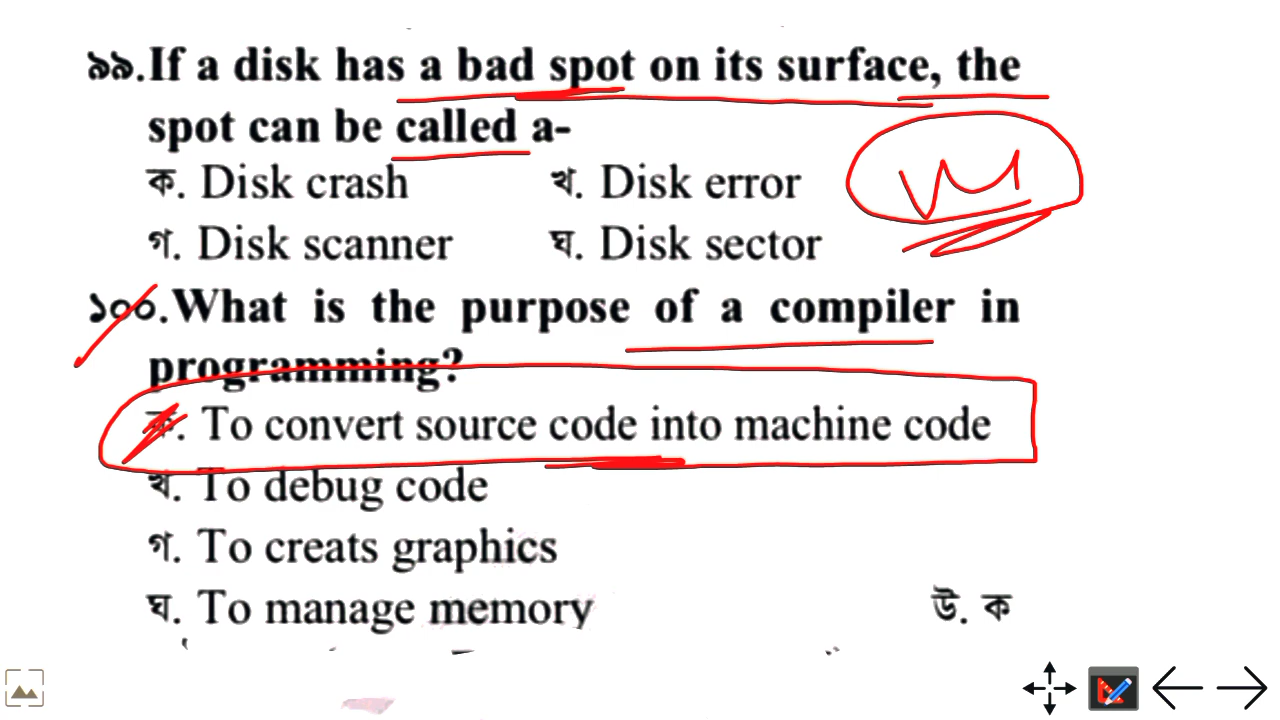 ৯৯.If a disk has a bad spot on its surface, the
spot can be called a-
ক. Disk crash খ. Disk error
গ. Disk scanner ঘ. Disk sector
১০০.What is the purpose of a compiler in
programming?
ক. To convert source code into machine code
খ. To debug code
গ. To creats graphics
ঘ. To manage memory উ. ক